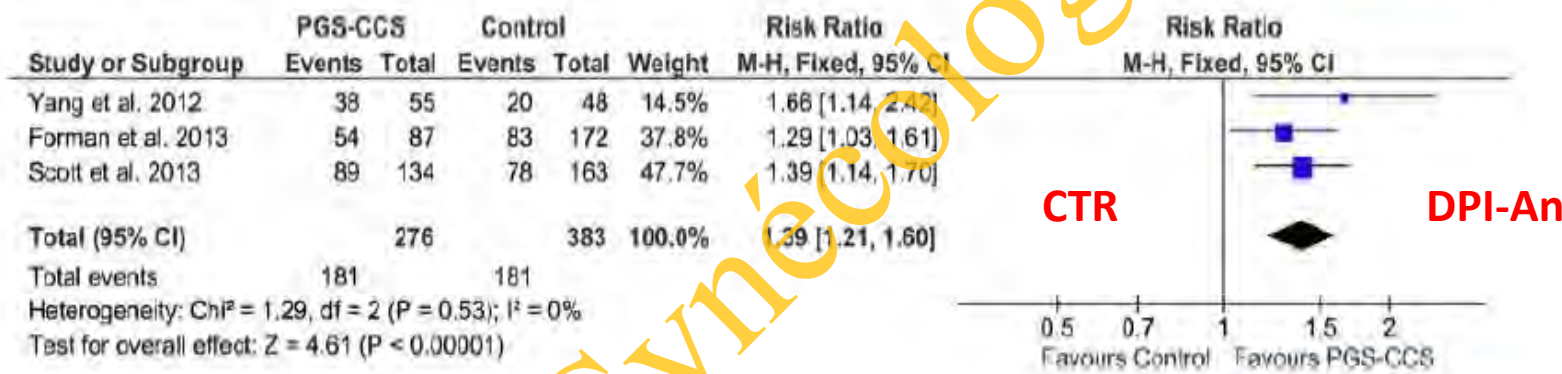 PGS-CCS Control Risk Ratio Risk Ratio
Study or Subgroup Events Total Events Total Weight M-H, Fixed, 95% CI M-H, Fixed, 95% CI
Yang et al. 2012 38 55 20 48 14.5% 1.66 [1.14, 2.42]
Forman et al. 2013 54 87 83 172 37.8% 1.29 [1.03, 1.61]
Scott et al. 2013 89 134 78 163 47.7% 1.39 [1.14, 1.70]
CTR DPI-An
Total (95% CI) 276 383 100.0% 1.39 [1.21, 1.60]
Total events 181 181
Heterogeneity: Chi² = 1.29, df = 2 (P = 0.53); I² = 0%
Test for overall effect: Z = 4.61 (P < 0.00001)
0.5 0.7 1 1.5 2
Favours Control Favours PGS-CCS
Gynécolog